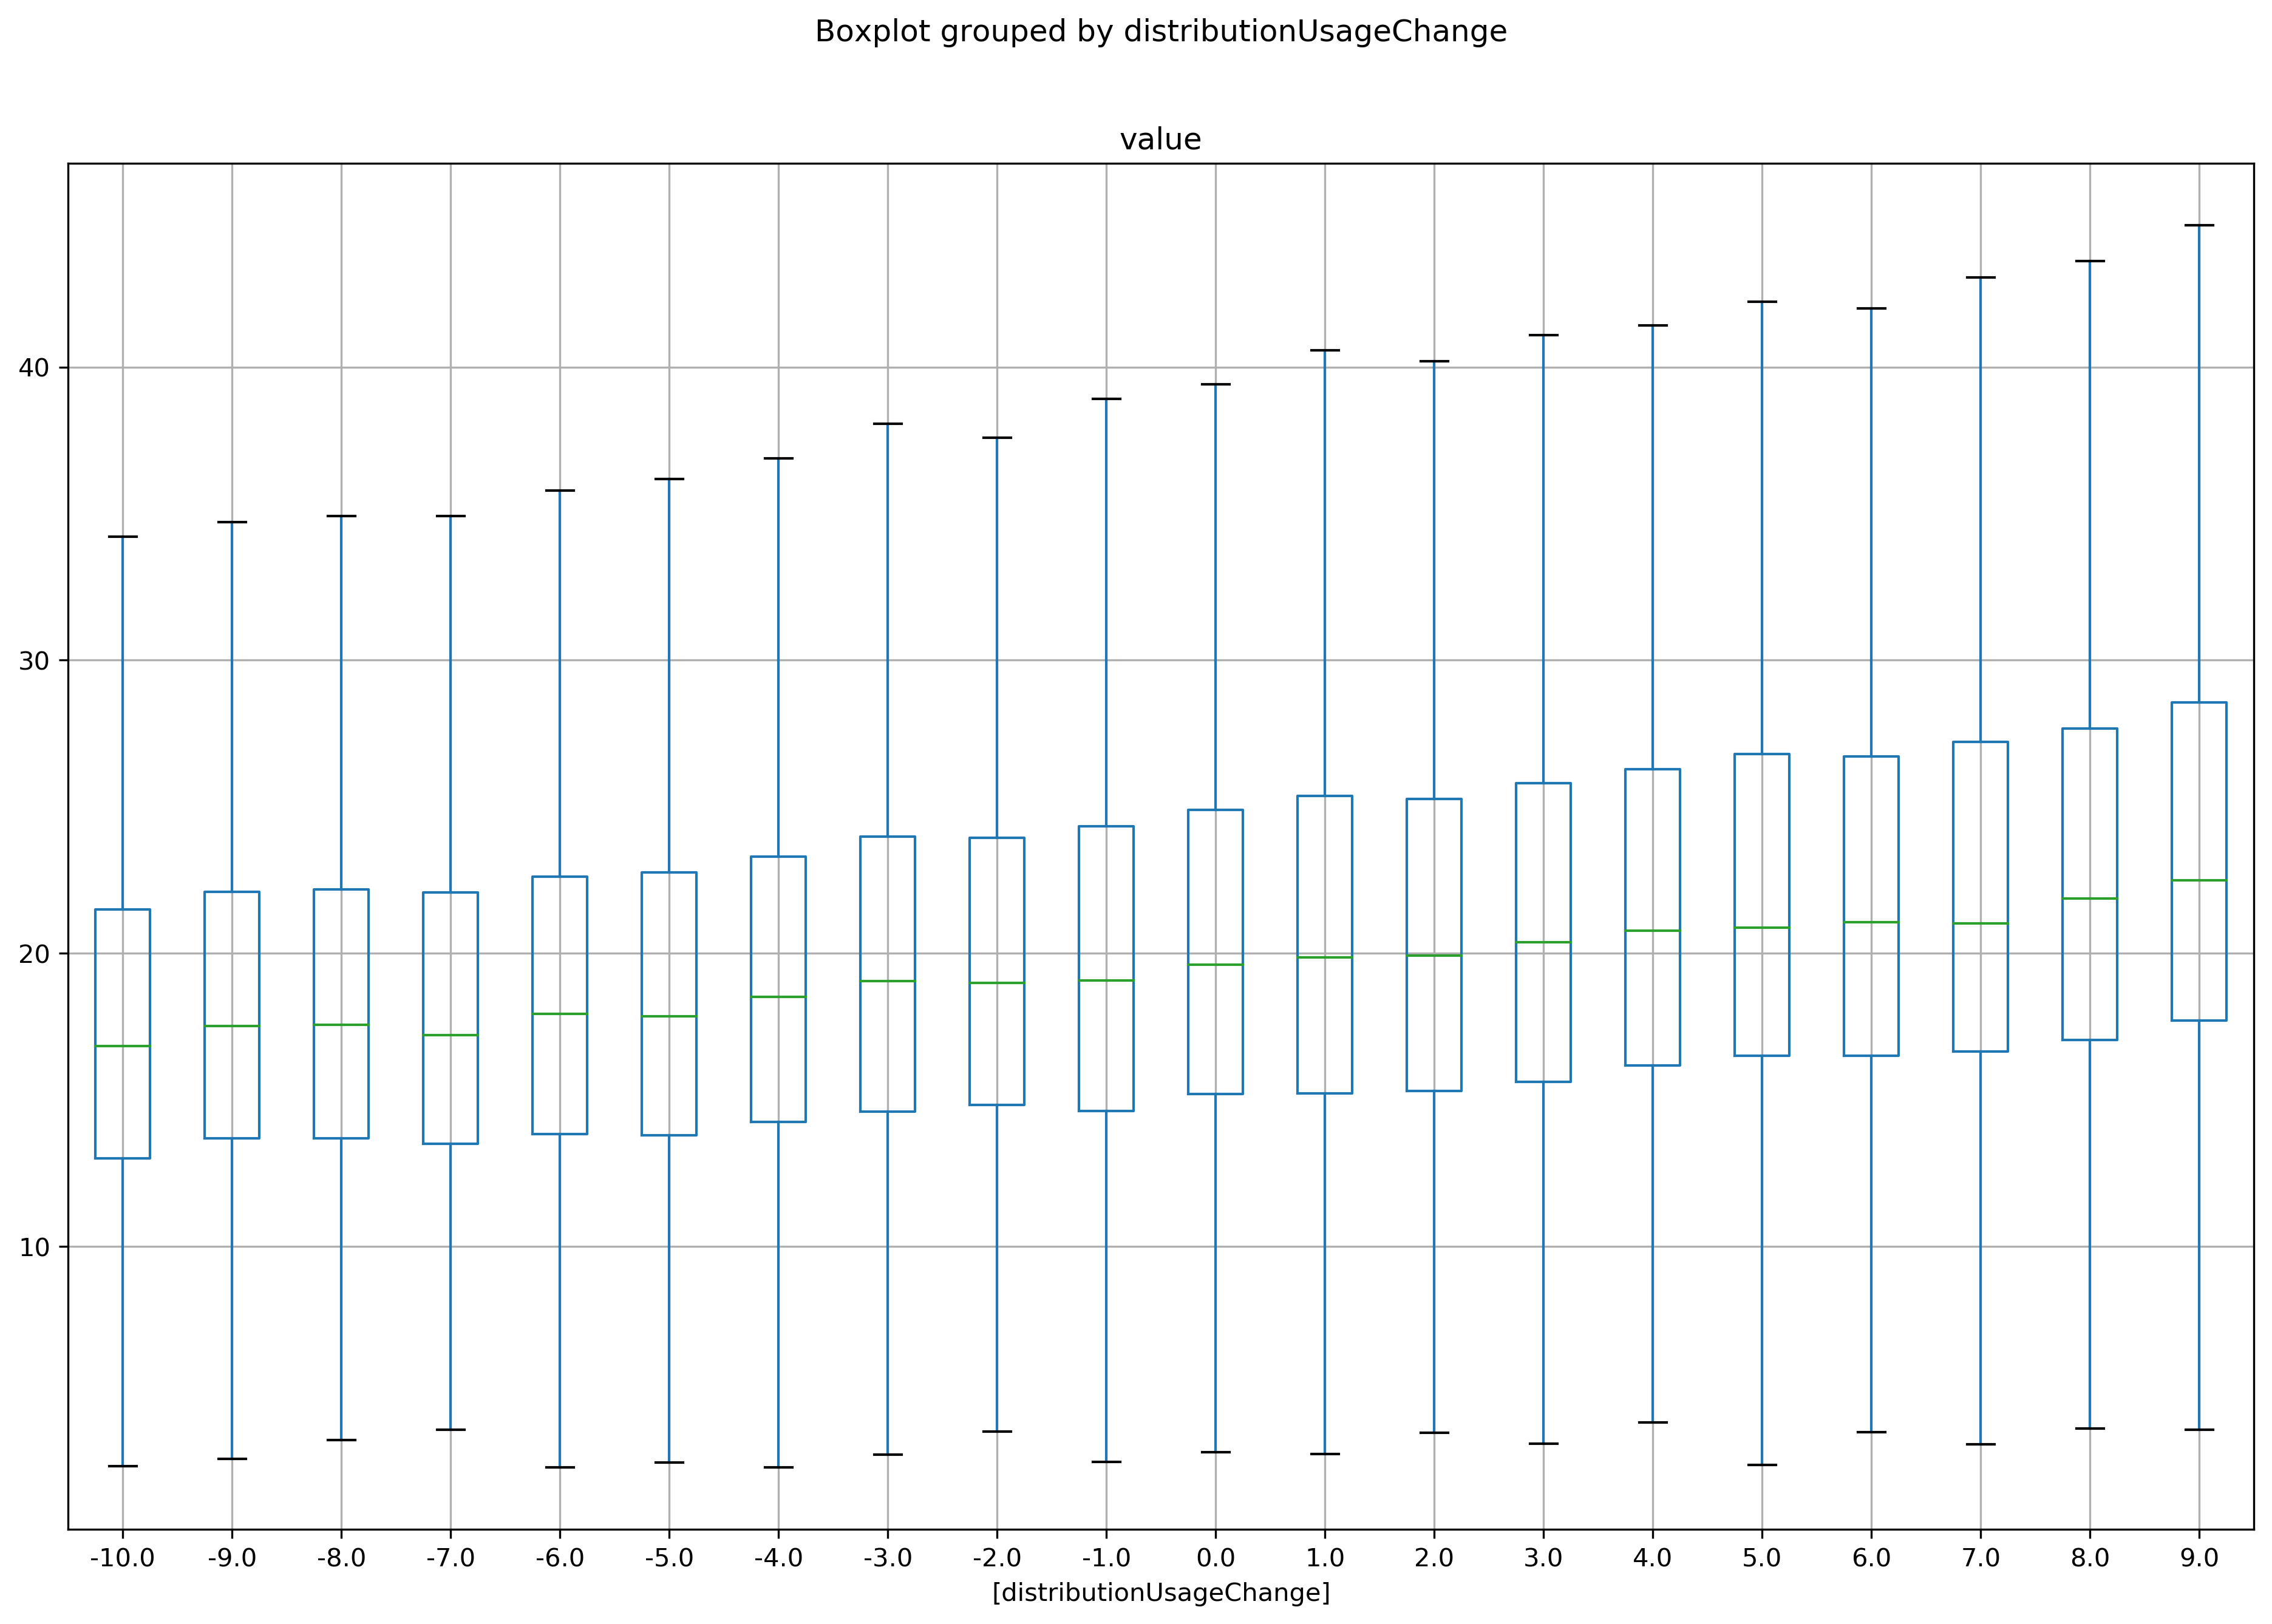 Boxplot grouped by distributionUsageChange
value
40
30
20
10
-10.0 -9.0 -8.0 -7.0 -6.0 -5.0 -4.0 -3.0 -2.0 -1.0 0.0 1.0 2.0 3.0 4.0 5.0 6.0 7.0 8.0 9.0
[distributionUsageChange]